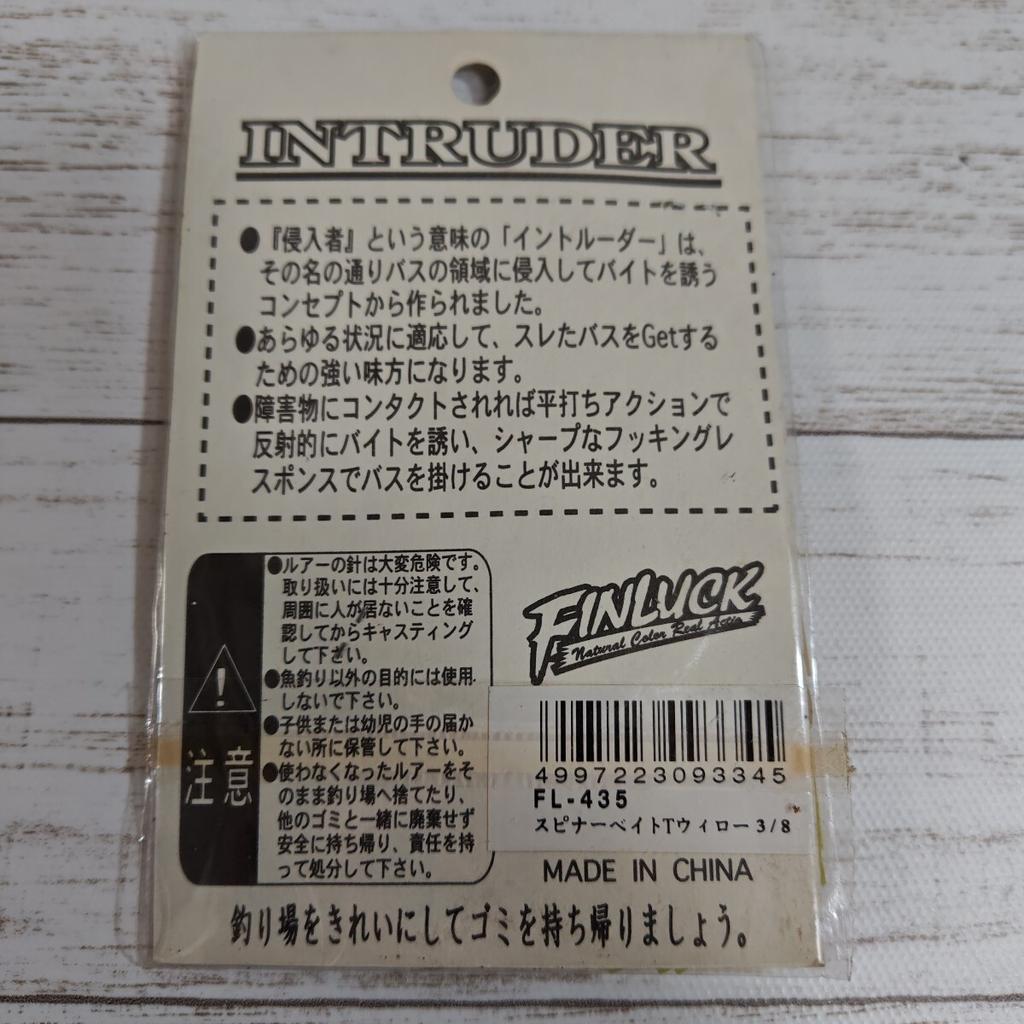 INTRUDER
●『侵入者』という意味の「イントルーダー」は、
その名の通りバスの領域に侵入してバイトを誘う
コンセプトから作られました。
●あらゆる状況に適応して、スレたバスをGetする
ための強い味方になります。
●障害物にコンタクトされれば平打ちアクションで
反射的にバイトを誘い、シャープなフッキングレ
スポンスでバスを掛けることが出来ます。
注意
●ルアーの針は大変危険です。
取り扱いには十分注意して、
周囲に人が居ないことを確
認してからキャスティング
して下さい。
●魚釣り以外の目的には使用
しないで下さい。
●子供または幼児の手の届か
ない所に保管して下さい。
●使わなくなったルアーをそ
のまま釣り場へ捨てたり、
他のゴミと一緒に廃棄せず
安全に持ち帰り、責任を持
って処分して下さい。
FINLUCK
Natural Color Real Actio
4997223093345
FL-435
スピナーベイトTウィロー3/8
MADE IN CHINA
釣り場をきれいにしてゴミを持ち帰りましょう。